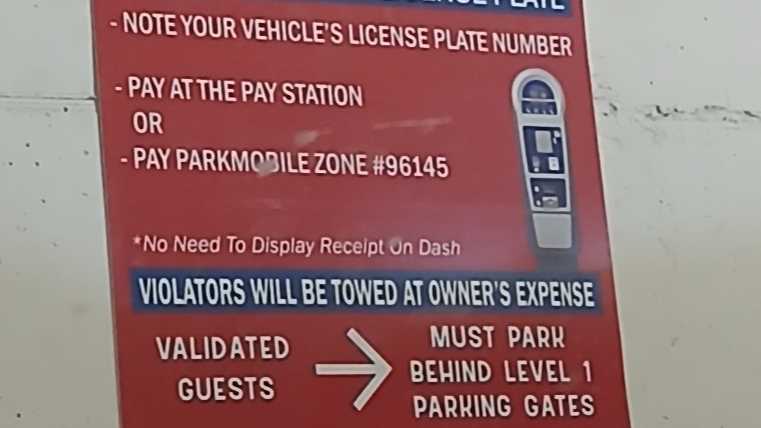 LICENSE PLATE
- NOTE YOUR VEHICLE'S LICENSE PLATE NUMBER
- PAY AT THE PAY STATION
OR
- PAY PARKMOBILE ZONE #96145
*No Need To Display Receipt On Dash
VIOLATORS WILL BE TOWED AT OWNER'S EXPENSE
VALIDATED
GUESTS
→
MUST PARK
BEHIND LEVEL 1
PARKING GATES